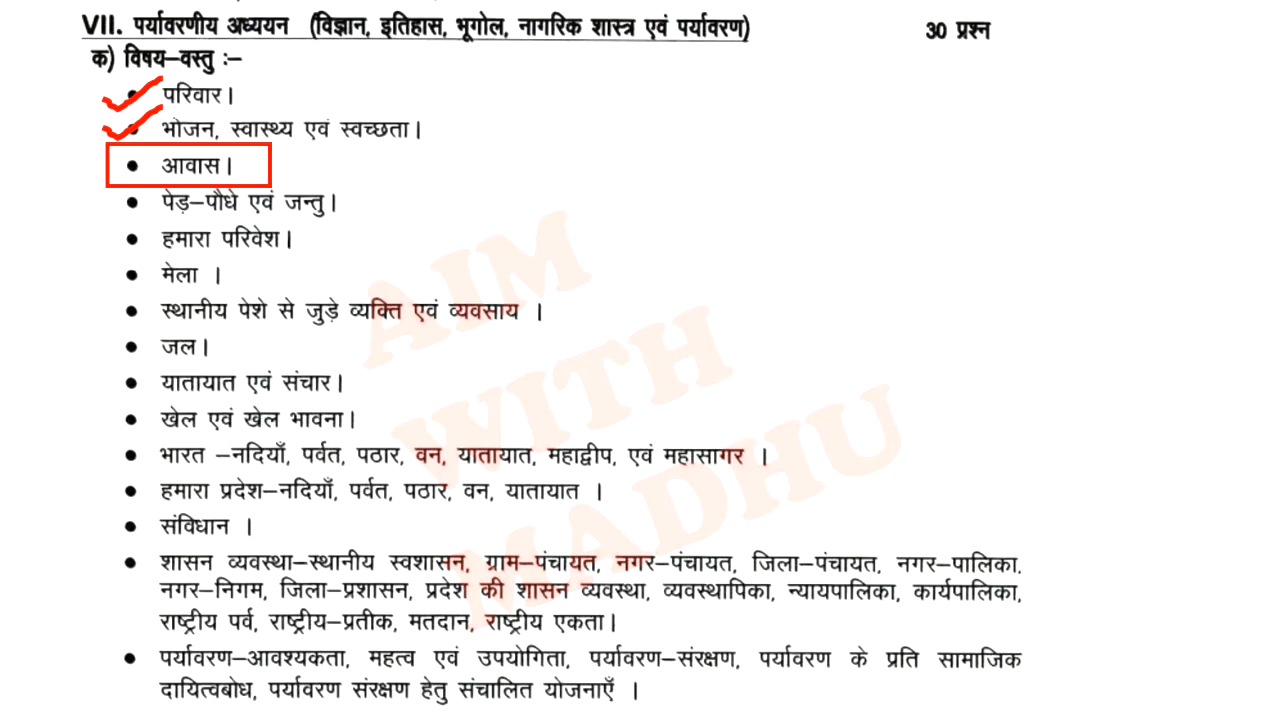 VII. पर्यावरणीय अध्ययन (विज्ञान, इतिहास, भूगोल, नागरिक शास्त्र एवं पर्यावरण) 30 प्रश्न
क) विषय–वस्तु :–
• परिवार।
• भोजन, स्वास्थ्य एवं स्वच्छता।
• आवास।
• पेड़–पौधे एवं जन्तु।
• हमारा परिवेश।
• मेला ।
• स्थानीय पेशे से जुड़े व्यक्ति एवं व्यवसाय ।
• जल।
• यातायात एवं संचार।
• खेल एवं खेल भावना।
• भारत –नदियाँ, पर्वत, पठार, वन, यातायात, महाद्वीप, एवं महासागर ।
• हमारा प्रदेश–नदियाँ, पर्वत, पठार, वन, यातायात ।
• संविधान ।
• शासन व्यवस्था–स्थानीय स्वशासन, ग्राम–पंचायत, नगर–पंचायत, जिला–पंचायत, नगर–पालिका,
नगर–निगम, जिला–प्रशासन, प्रदेश की शासन व्यवस्था, व्यवस्थापिका, न्यायपालिका, कार्यपालिका,
राष्ट्रीय पर्व, राष्ट्रीय–प्रतीक, मतदान, राष्ट्रीय एकता।
• पर्यावरण–आवश्यकता, महत्व एवं उपयोगिता, पर्यावरण–संरक्षण, पर्यावरण के प्रति सामाजिक
दायित्वबोध, पर्यावरण संरक्षण हेतु संचालित योजनाएँ ।
AIM
WITH
MADHU